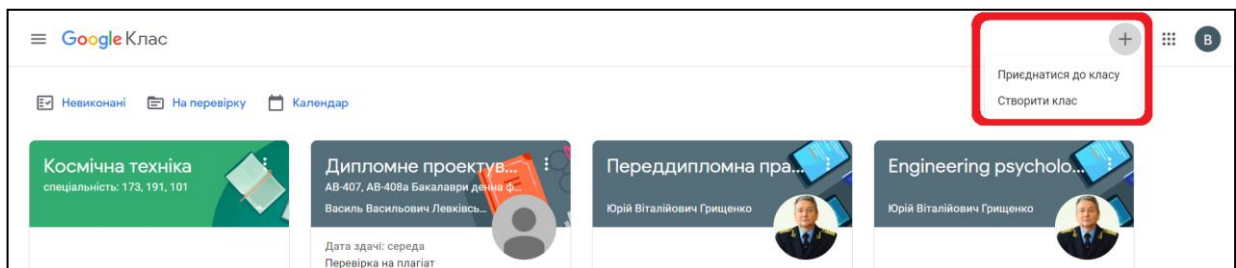 Google Клас
В
Приєднатися до класу
Створити клас
Невиконані
На перевірку
Календар
Космічна техніка
спеціальність: 173, 191, 101
Дипломне проектув...
АВ-407, АВ-408а Бакалаври денна ф...
Василь Васильович Левківсь...
Дата здачі: середа
Перевірка на плагіат
Переддипломна пра...
Юрій Віталійович Грищенко
Engineering psycholo...
Юрій Віталійович Грищенко